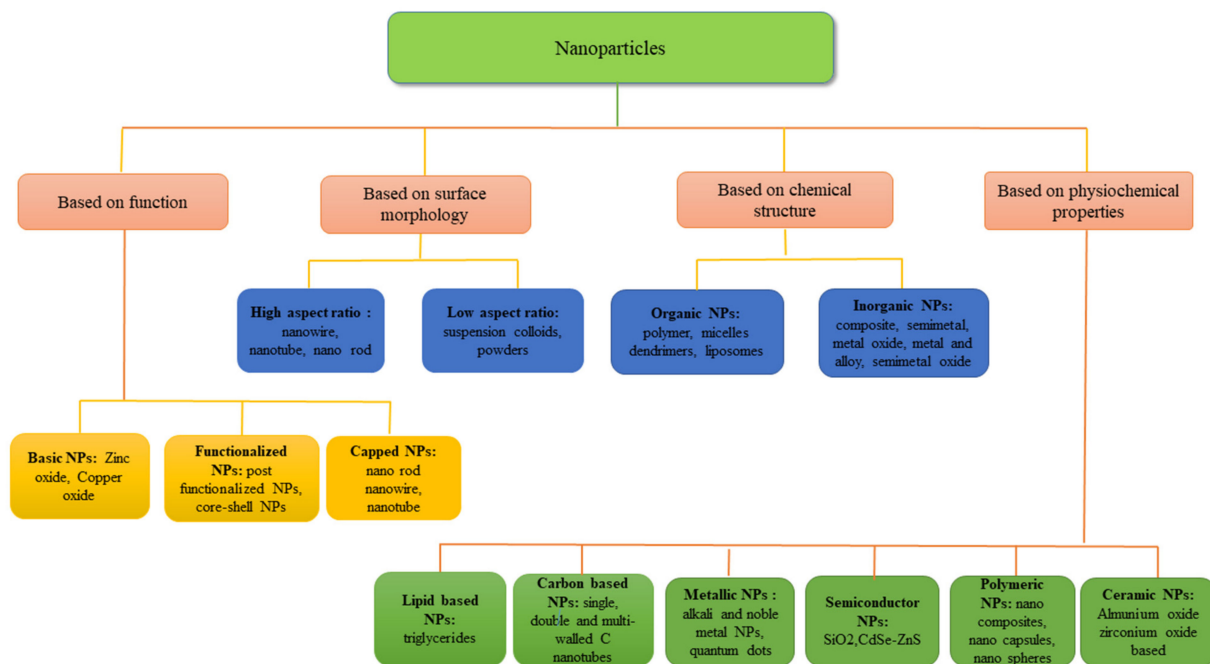 Nanoparticles
Based on function
Based on surface
morphology
Based on chemical
structure
Based on physiochemical
properties
High aspect ratio :
nanowire,
nanotube, nano rod
Low aspect ratio:
suspension colloids,
powders
Organic NPs:
polymer, micelles
dendrimers, liposomes
Inorganic NPs:
composite, semimetal,
metal oxide, metal and
alloy, semimetal oxide
Basic NPs: Zinc
oxide, Copper
oxide
Functionalized
NPs: post
functionalized NPs,
core-shell NPs
Capped NPs:
nano rod
nanowire,
nanotube
Lipid based
NPs:
triglycerides
Carbon based
NPs: single,
double and multi-
walled C
nanotubes
Metallic NPs :
alkali and noble
metal NPs,
quantum dots
Semiconductor
NPs:
SiO2,CdSe-ZnS
Polymeric
NPs: nano
composites,
nano capsules,
nano spheres
Ceramic NPs:
Almunium oxide
zirconium oxide
based